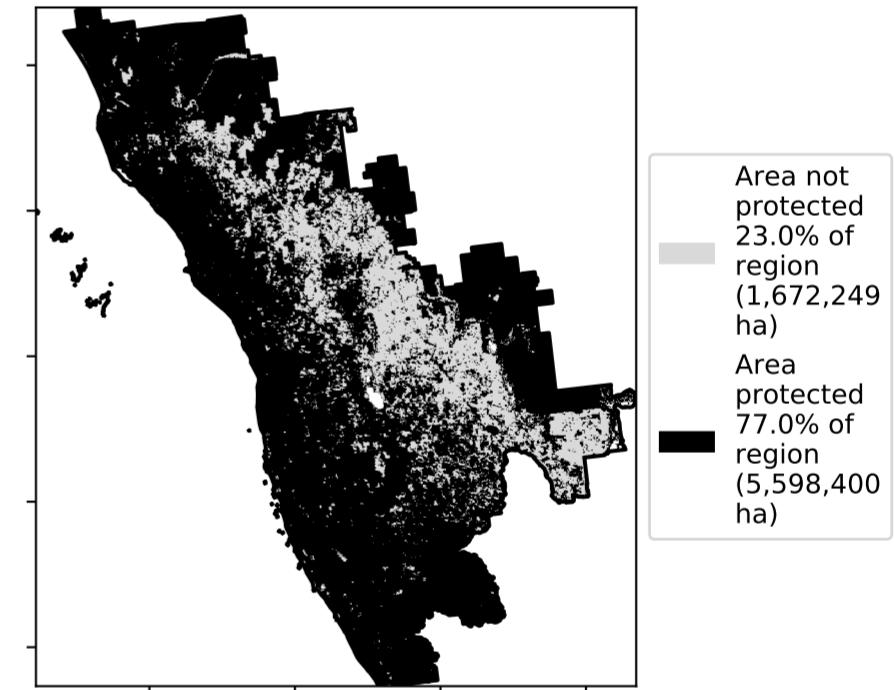 Area not
protected
23.0% of
region
(1,672,249
ha)
Area
protected
77.0% of
region
(5,598,400
ha)